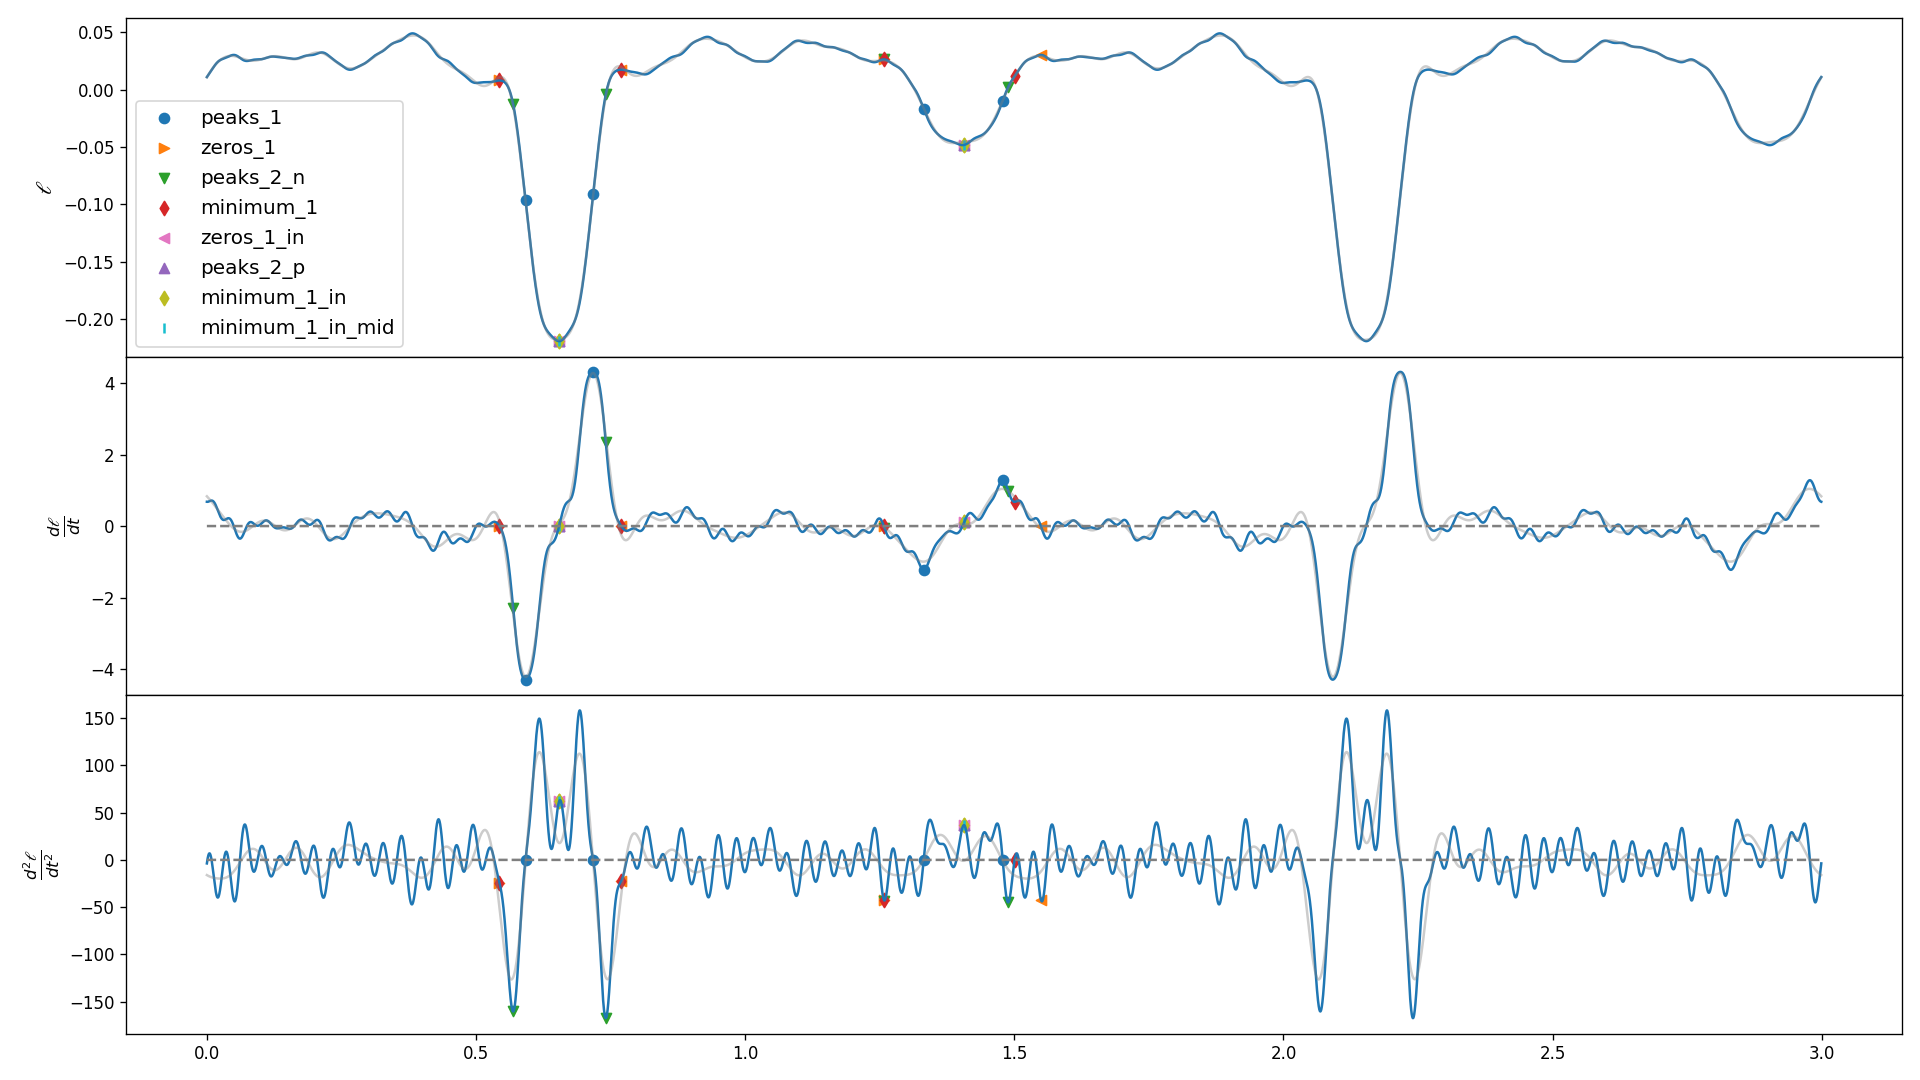 0.05
0.00
−0.05
−0.10
−0.15
−0.20
ℓ
peaks_1
zeros_1
peaks_2_n
minimum_1
zeros_1_in
peaks_2_p
minimum_1_in
minimum_1_in_mid
4
2
0
−2
−4
dℓ
dt
150
100
50
0
−50
−100
−150
d²ℓ
dt²
0.0 0.5 1.0 1.5 2.0 2.5 3.0